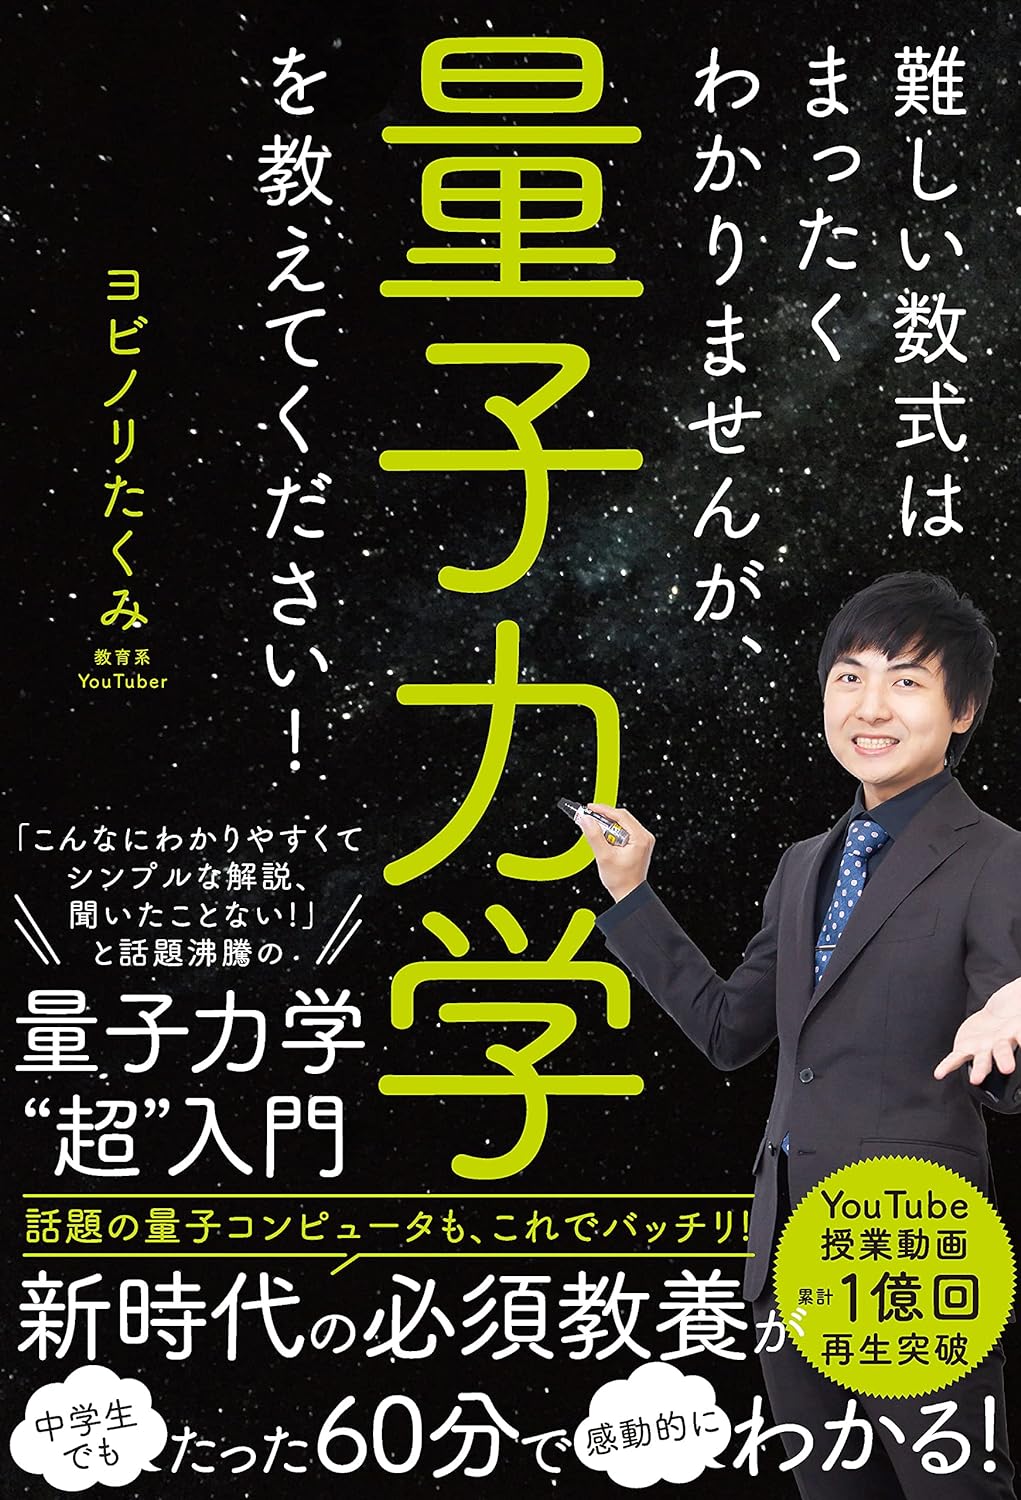 難しい数式は
まったく
わかりませんが、
量子力学
を教えてください!
ヨビノリたくみ
教育系
YouTuber
「こんなにわかりやすくて
シンプルな解説、
聞いたことない!」
と話題沸騰の
量子力学
“超”入門
話題の量子コンピュータも、これでバッチリ!
新時代の必須教養が
中学生
でも
たった60分で
感動的に
わかる!
YouTube
授業動画
累計1億回
再生突破